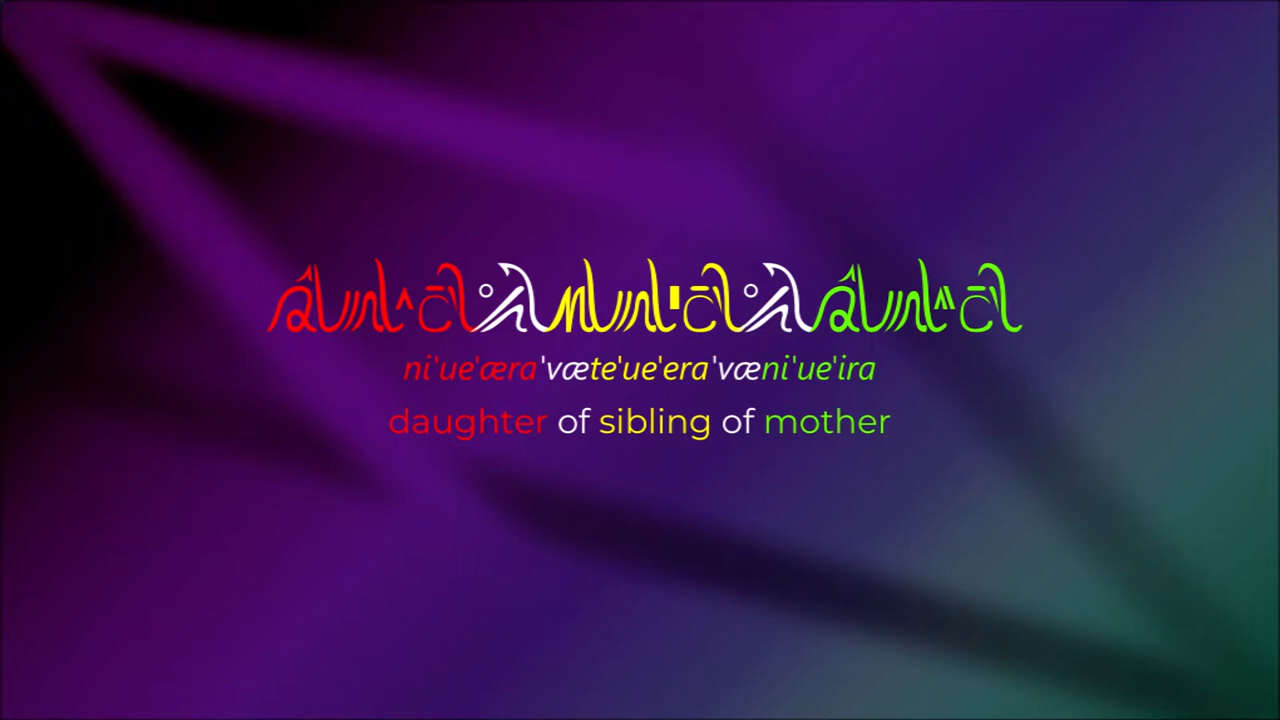 ni'ue'æra'væte'ue'era'væni'ue'ira
daughter of sibling of mother